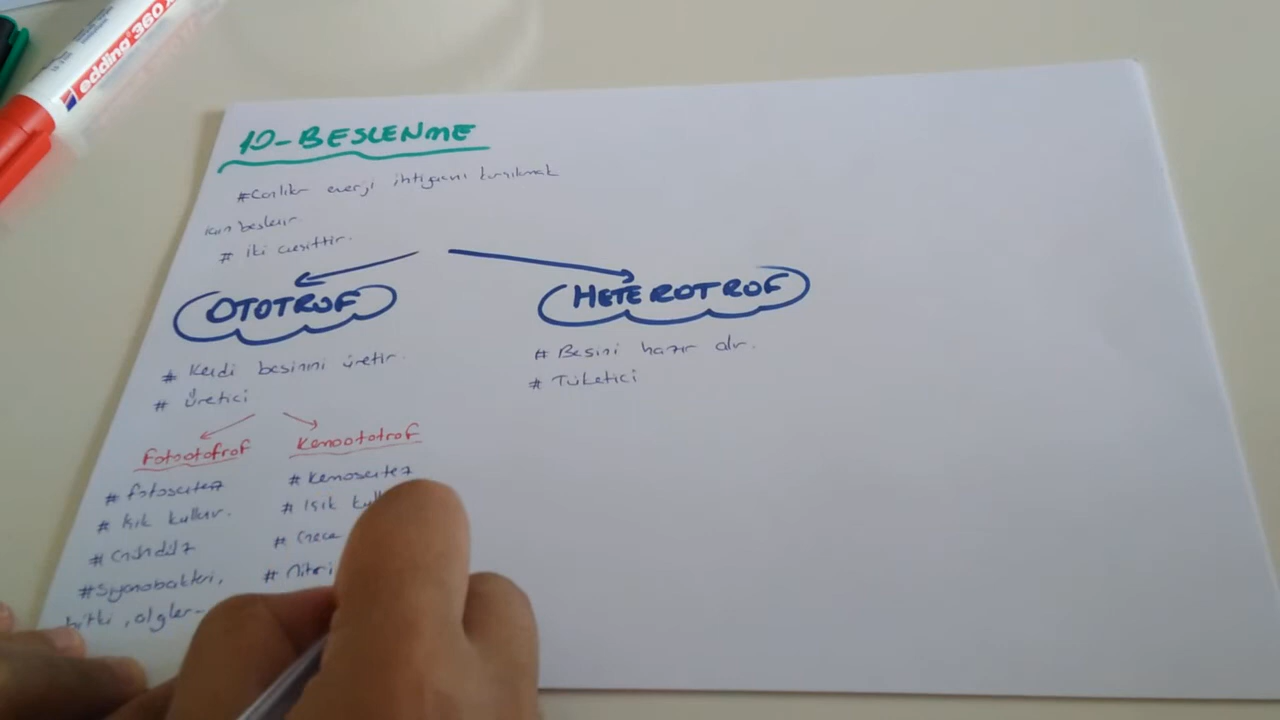 edding 360
10-BESLENME
#Canlılar enerji ihtiyacını karşılamak
için beslenir.
# İki çeşittir.
OTOTROF
HETEROTROF
# Kendi besinini üretir.
# Besini hazır alır.
# Üretici
# Tüketici
Fotoototrof
Kemoototrof
# fotosentez
# Kemosentez
# Işık kullanır.
# Işık
# Gündüz
# Gece
#Siyanobakteri,
# Nitri
bitki, algler